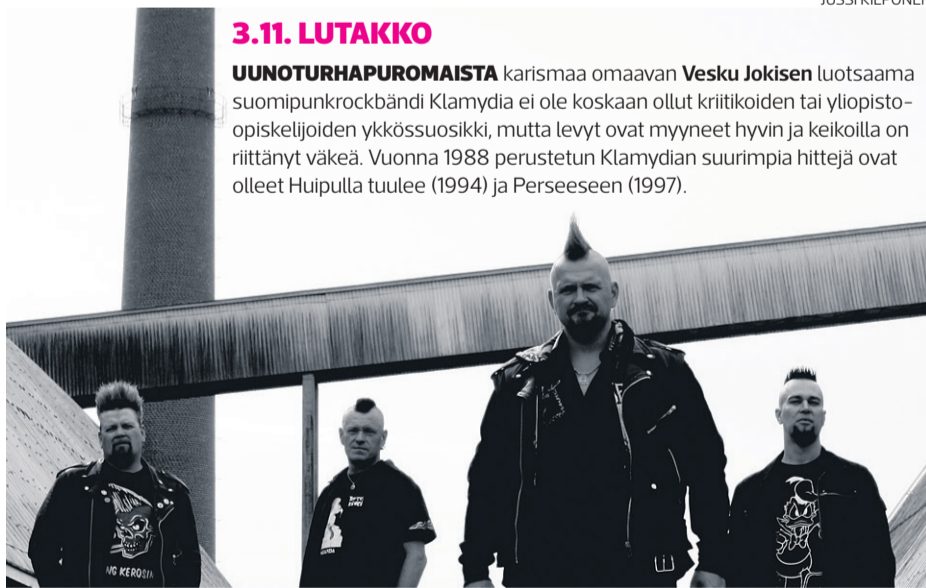 3.11. LUTAKKO
UUNOTURHAPUROMAISTA karismaa omaavan Vesku Jokisen luotsaama
suomipunkrockbändi Klamydia ei ole koskaan ollut kriitikoiden tai yliopisto-
opiskelijoiden ykkössuosikki, mutta levyt ovat myyneet hyvin ja keikoilla on
riittänyt väkeä. Vuonna 1988 perustetun Klamydian suurimpia hittejä ovat
olleet Huipulla tuulee (1994) ja Perseeseen (1997).
NG KEROSIN